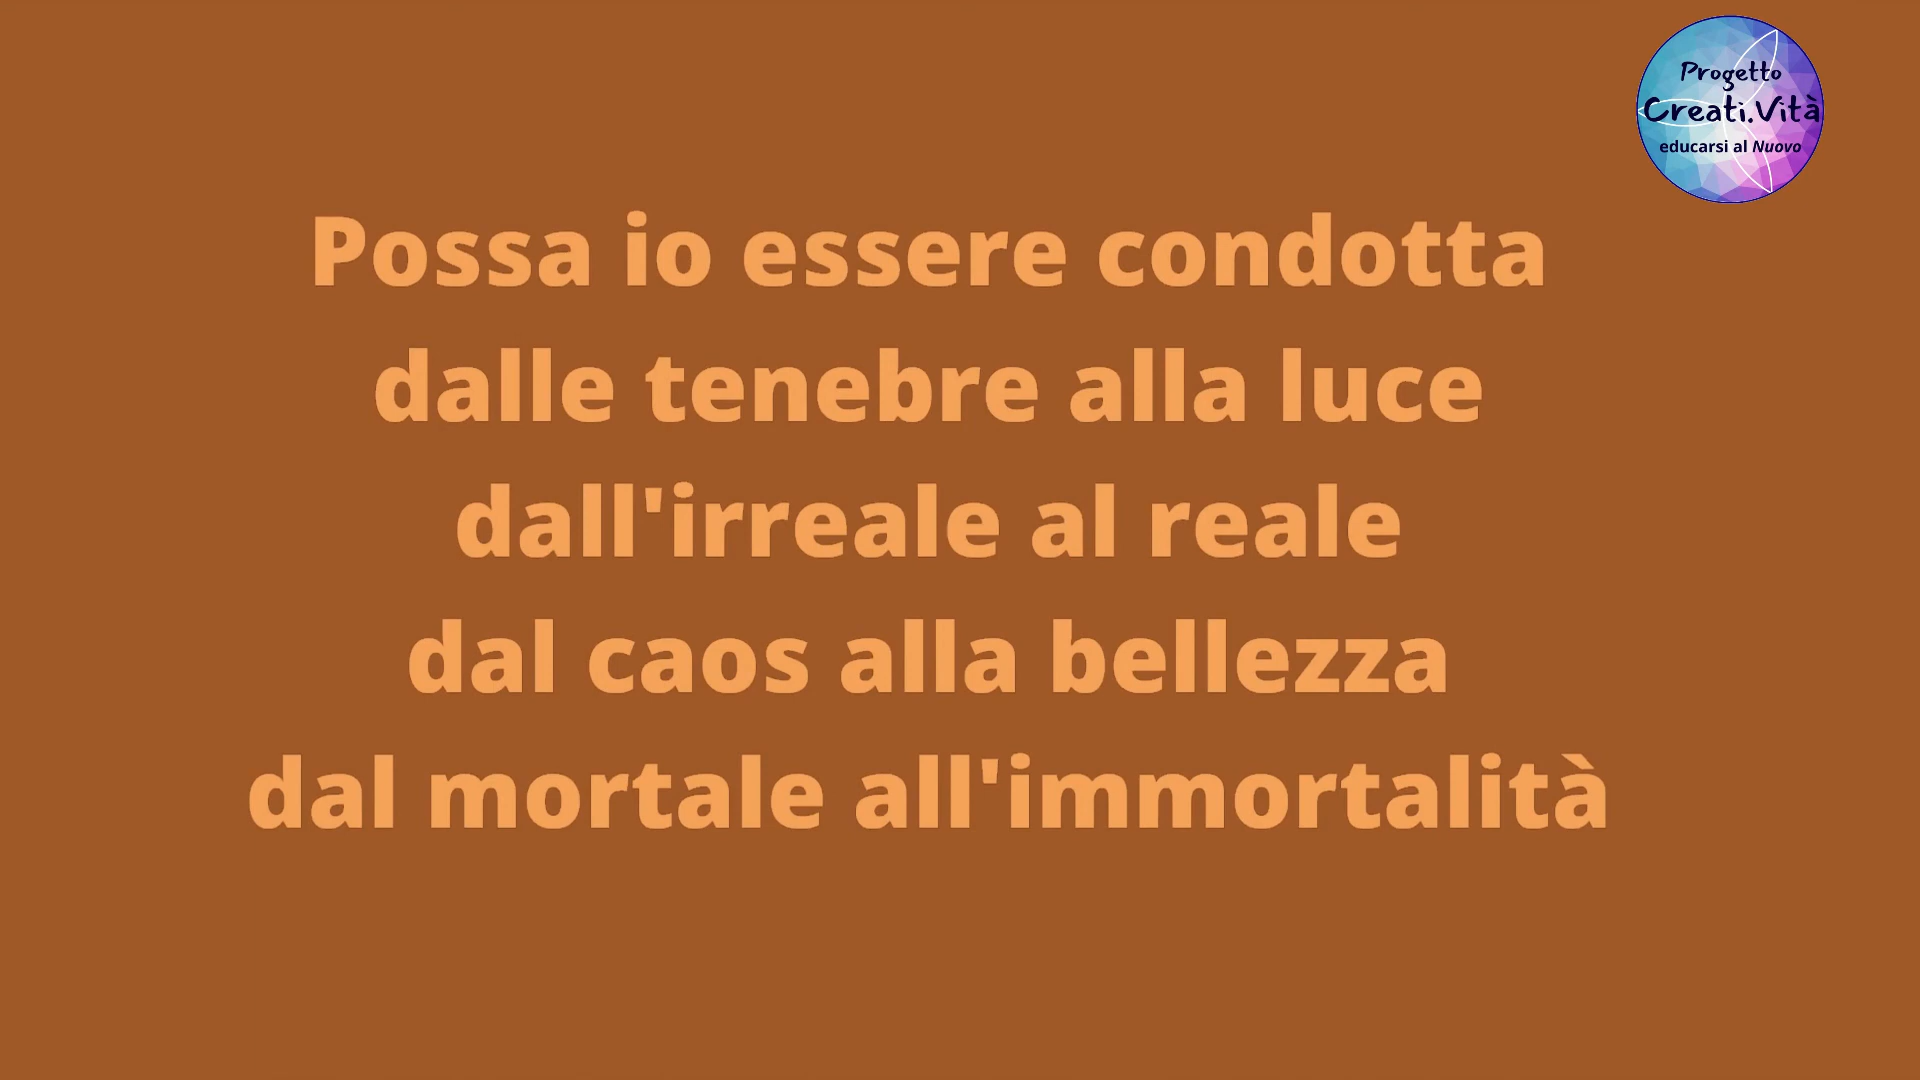 Progetto
Creati.Vità
educarsi al Nuovo
Possa io essere condotta
dalle tenebre alla luce
dall'irreale al reale
dal caos alla bellezza
dal mortale all'immortalità